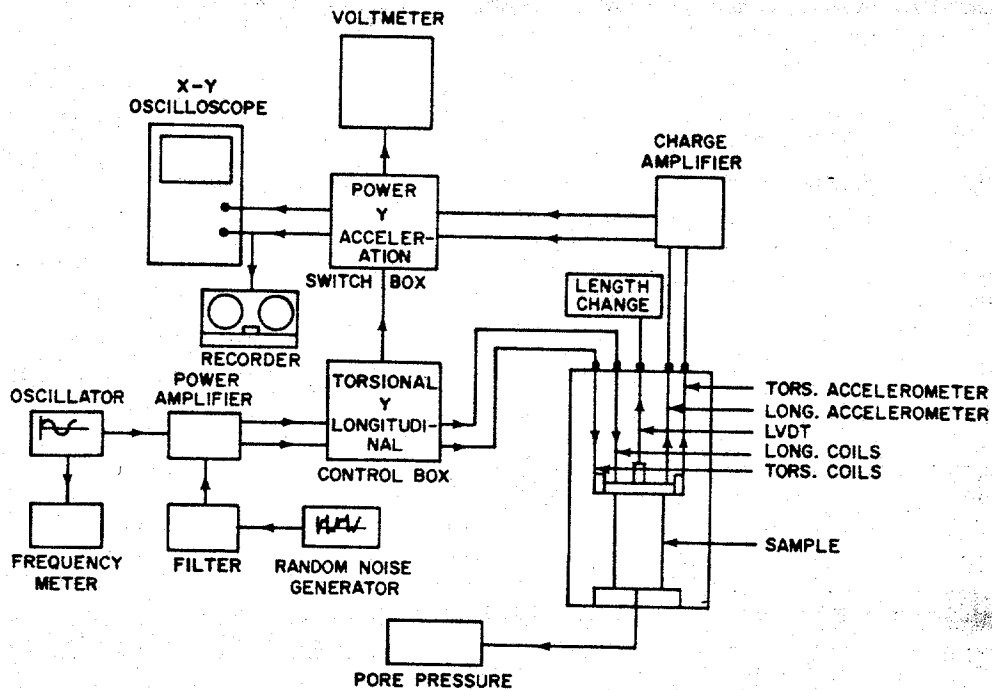 VOLTMETER
X-Y
OSCILLOSCOPE
CHARGE
AMPLIFIER
POWER
Y
ACCELER-
ATION
SWITCH BOX
LENGTH
CHANGE
RECORDER
POWER
AMPLIFIER
OSCILLATOR
TORSIONAL
Y
LONGITUDI-
NAL
CONTROL BOX
TORS. ACCELEROMETER
LONG. ACCELEROMETER
LVDT
LONG. COILS
TORS. COILS
SAMPLE
FREQUENCY
METER
FILTER
RANDOM NOISE
GENERATOR
PORE PRESSURE